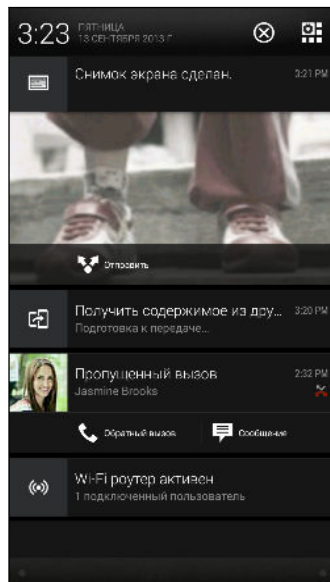 3:23
ПЯТНИЦА
13 СЕНТЯБРЯ 2013 Г.
Снимок экрана сделан.
3:21 PM
Отправить
Получить содержимое из дру...
3:20 PM
Подготовка к передаче...
Пропущенный вызов
2:32 PM
Jasmine Brooks
Обратный вызов
Сообщение
Wi-Fi роутер активен
1 подключенный пользователь